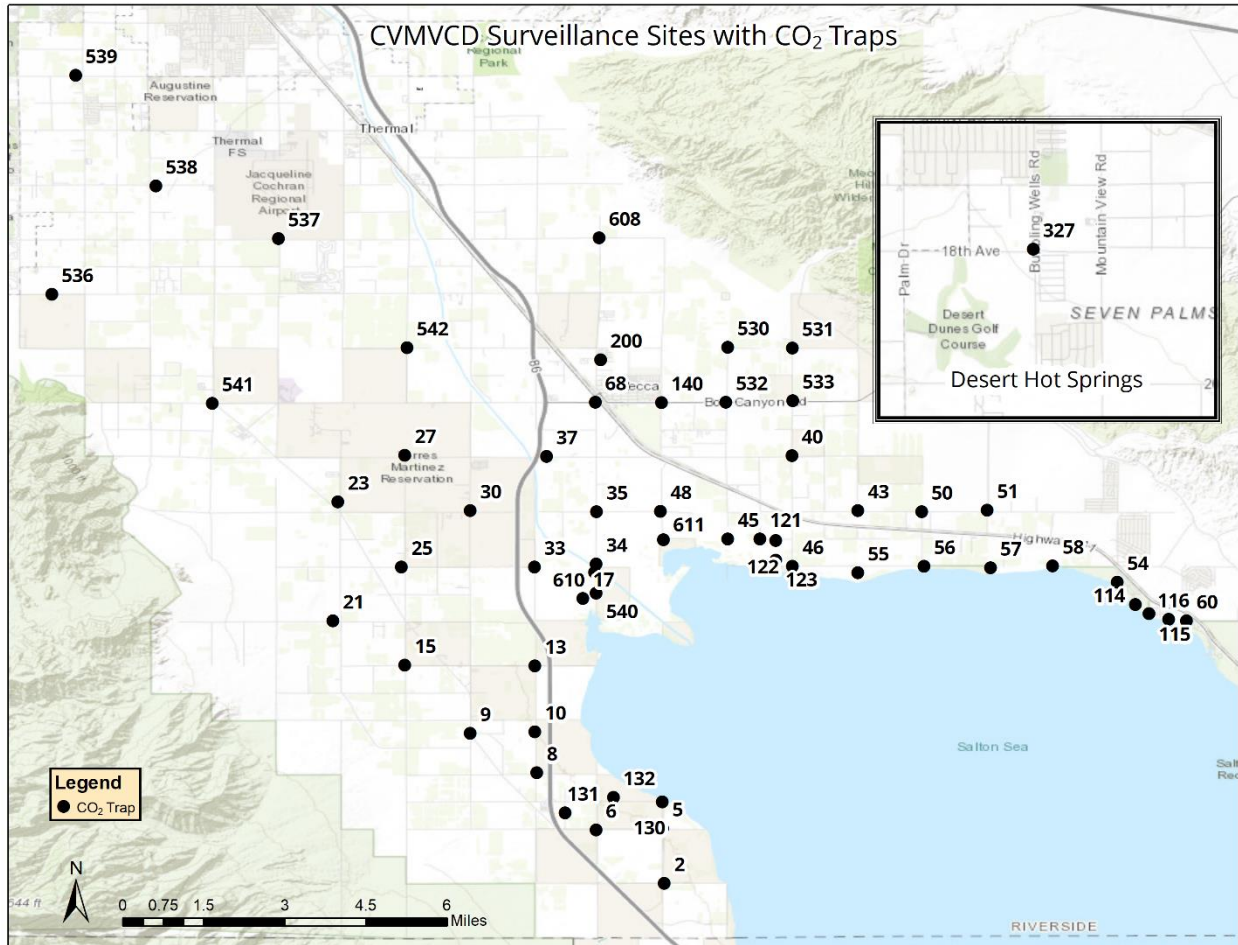 CVMVCD Surveillance Sites with CO₂ Traps
Regional
Park
539
Augustine
Reservation
Thermal
Thermal
FS
538
Jacqueline
Cochran
Regional
Airport
537
608
536
542
200
530
531
86
541
68
140
532
533
27
37
40
Martinez
Reservation
23
30
35
48
43
50
51
611
45
121
34
33
25
46
56
57
58
55
54
122
123
610
17
540
114
116
60
115
21
15
13
9
10
8
Salton Sea
132
131
6
5
130
2
Bubbling Wells Rd
Mountain View Rd
327
18th Ave
Palm Dr
SEVEN PALMS
Desert
Dunes Golf
Course
Desert Hot Springs
Legend
CO₂ Trap
N
0 0.75 1.5 3 4.5 6
Miles
RIVERSIDE